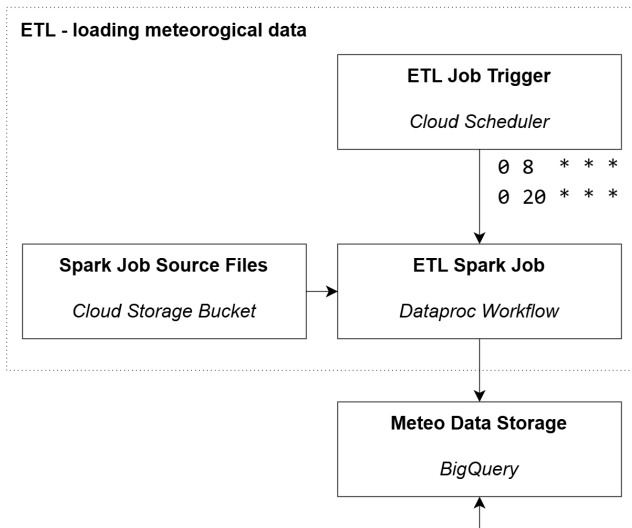 ETL - loading meteorogical data
ETL Job Trigger
Cloud Scheduler
0 8 * * *
0 20 * * *
Spark Job Source Files
Cloud Storage Bucket
ETL Spark Job
Dataproc Workflow
Meteo Data Storage
BigQuery